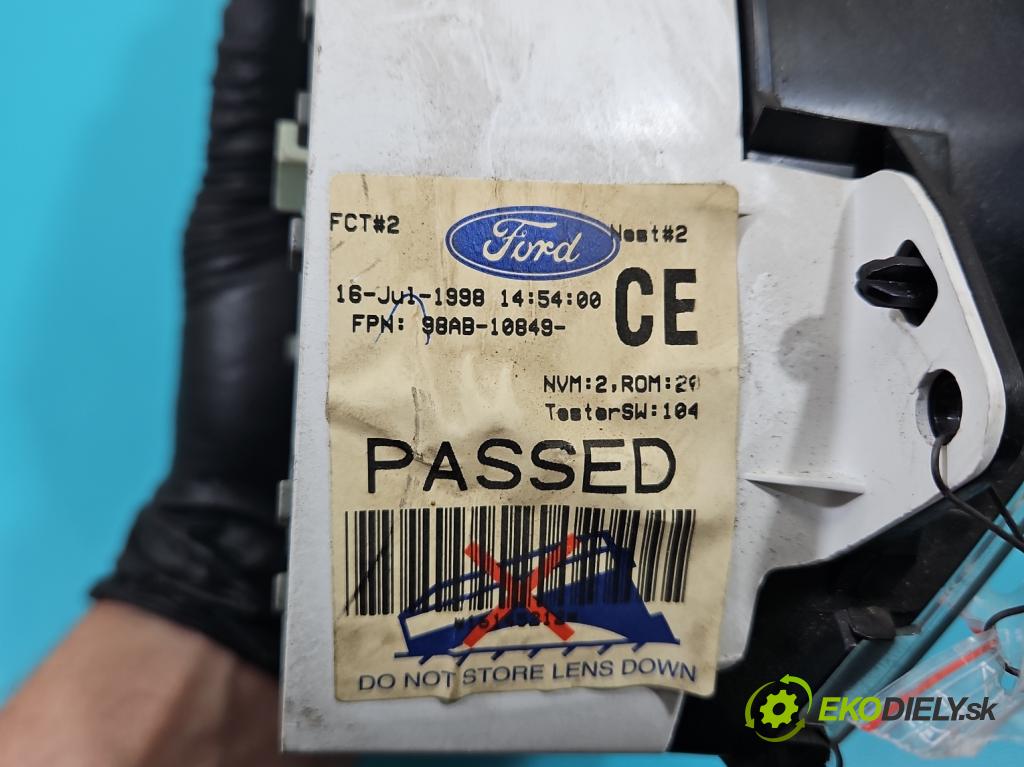 FCT#2
Ford
Nest#2
16-Jul-1998 14:54:00
CE
FPN: 98AB-10849-
NVM:2,ROM:20
TesterSW:104
PASSED
DO NOT STORE LENS DOWN
EKODIELY.sk